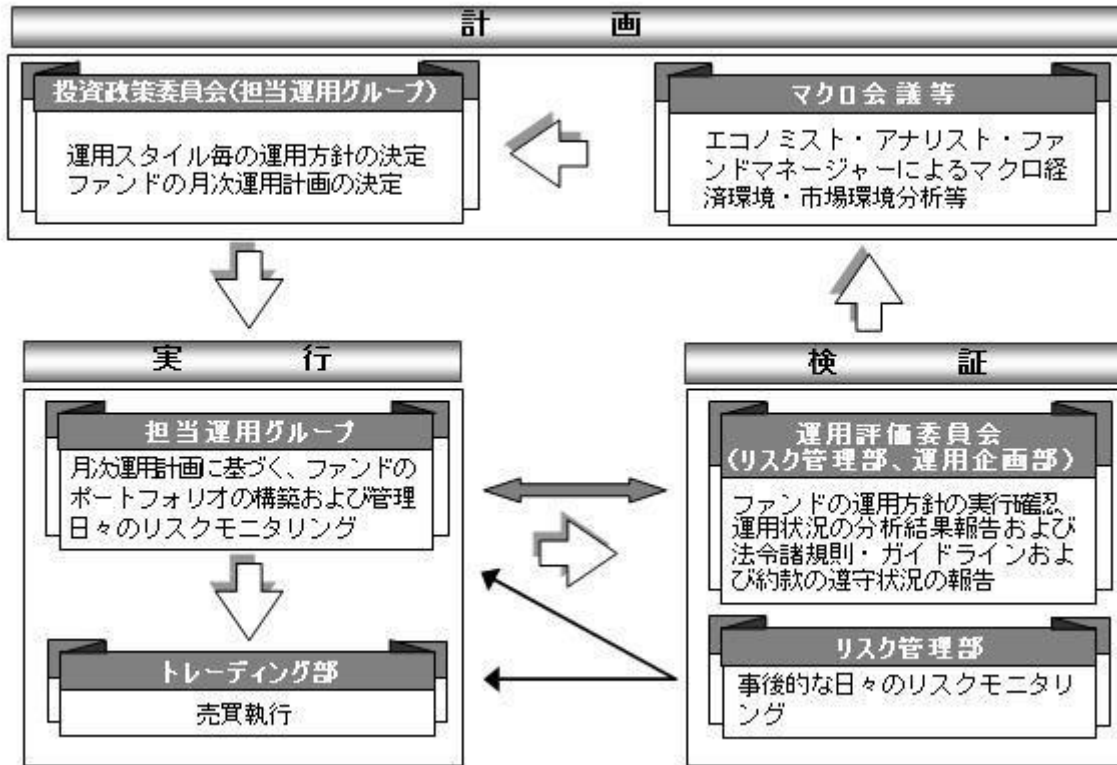 計 画
投資政策委員会(担当運用グループ)
運用スタイル毎の運用方針の決定
ファンドの月次運用計画の決定
マクロ会議等
エコノミスト・アナリスト・ファ
ンドマネージャーによるマクロ経
済環境・市場環境分析等
実 行
担当運用グループ
月次運用計画に基づく、ファンドの
ポートフォリオの構築および管理
日々のリスクモニタリング
トレーディング部
売買執行
検 証
運用評価委員会
(リスク管理部、運用企画部)
ファンドの運用方針の実行確認、
運用状況の分析結果報告および
法令諸規則・ガイドラインおよ
び約款の遵守状況の報告
リスク管理部
事後的な日々のリスクモニタリ
ング